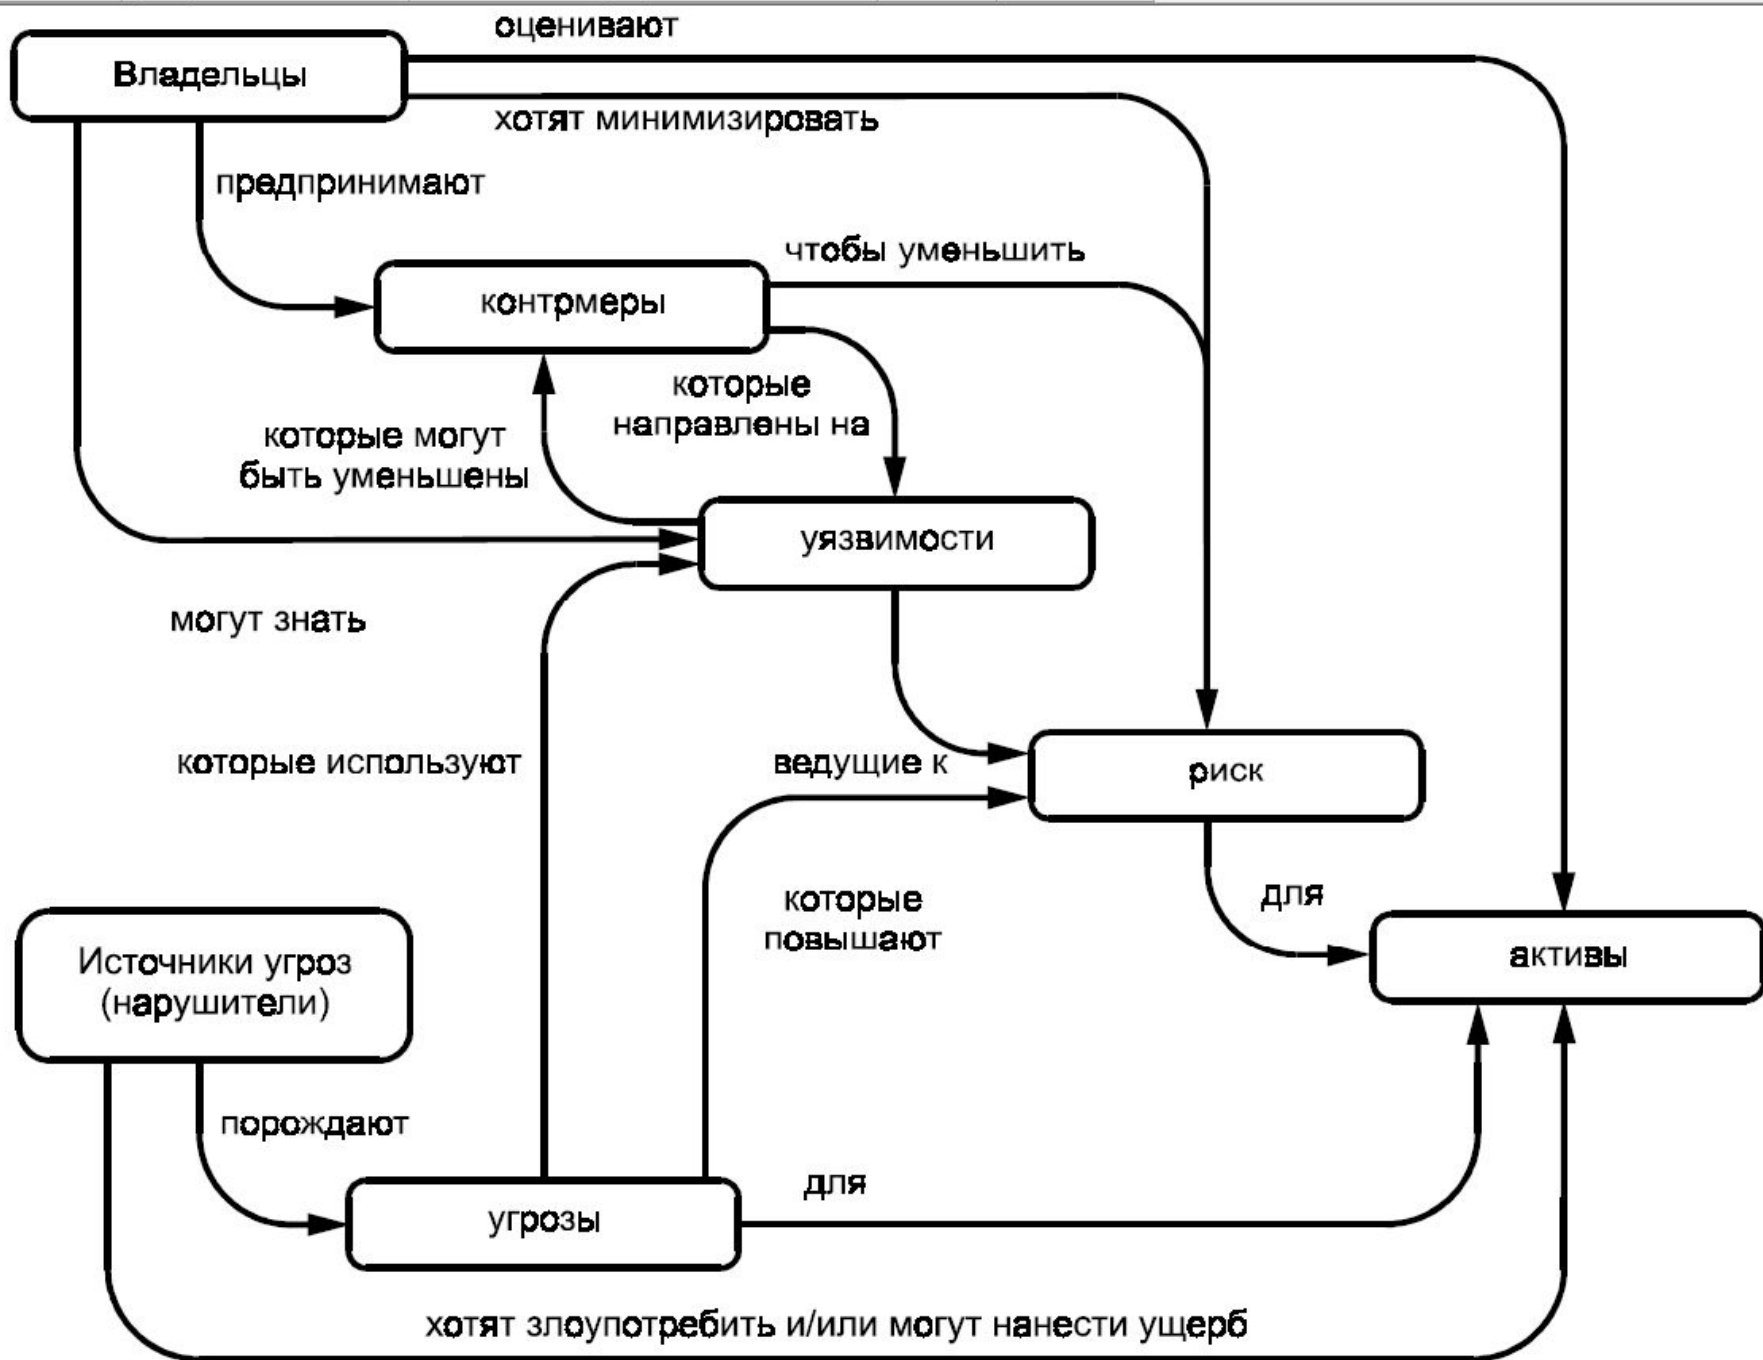 оценивают
Владельцы
хотят минимизировать
предпринимают
чтобы уменьшить
контрмеры
которые
направлены на
которые могут
быть уменьшены
уязвимости
могут знать
которые используют
ведущие к
риск
которые
повышают
для
активы
Источники угроз
(нарушители)
порождают
для
угрозы
хотят злоупотребить и/или могут нанести ущерб